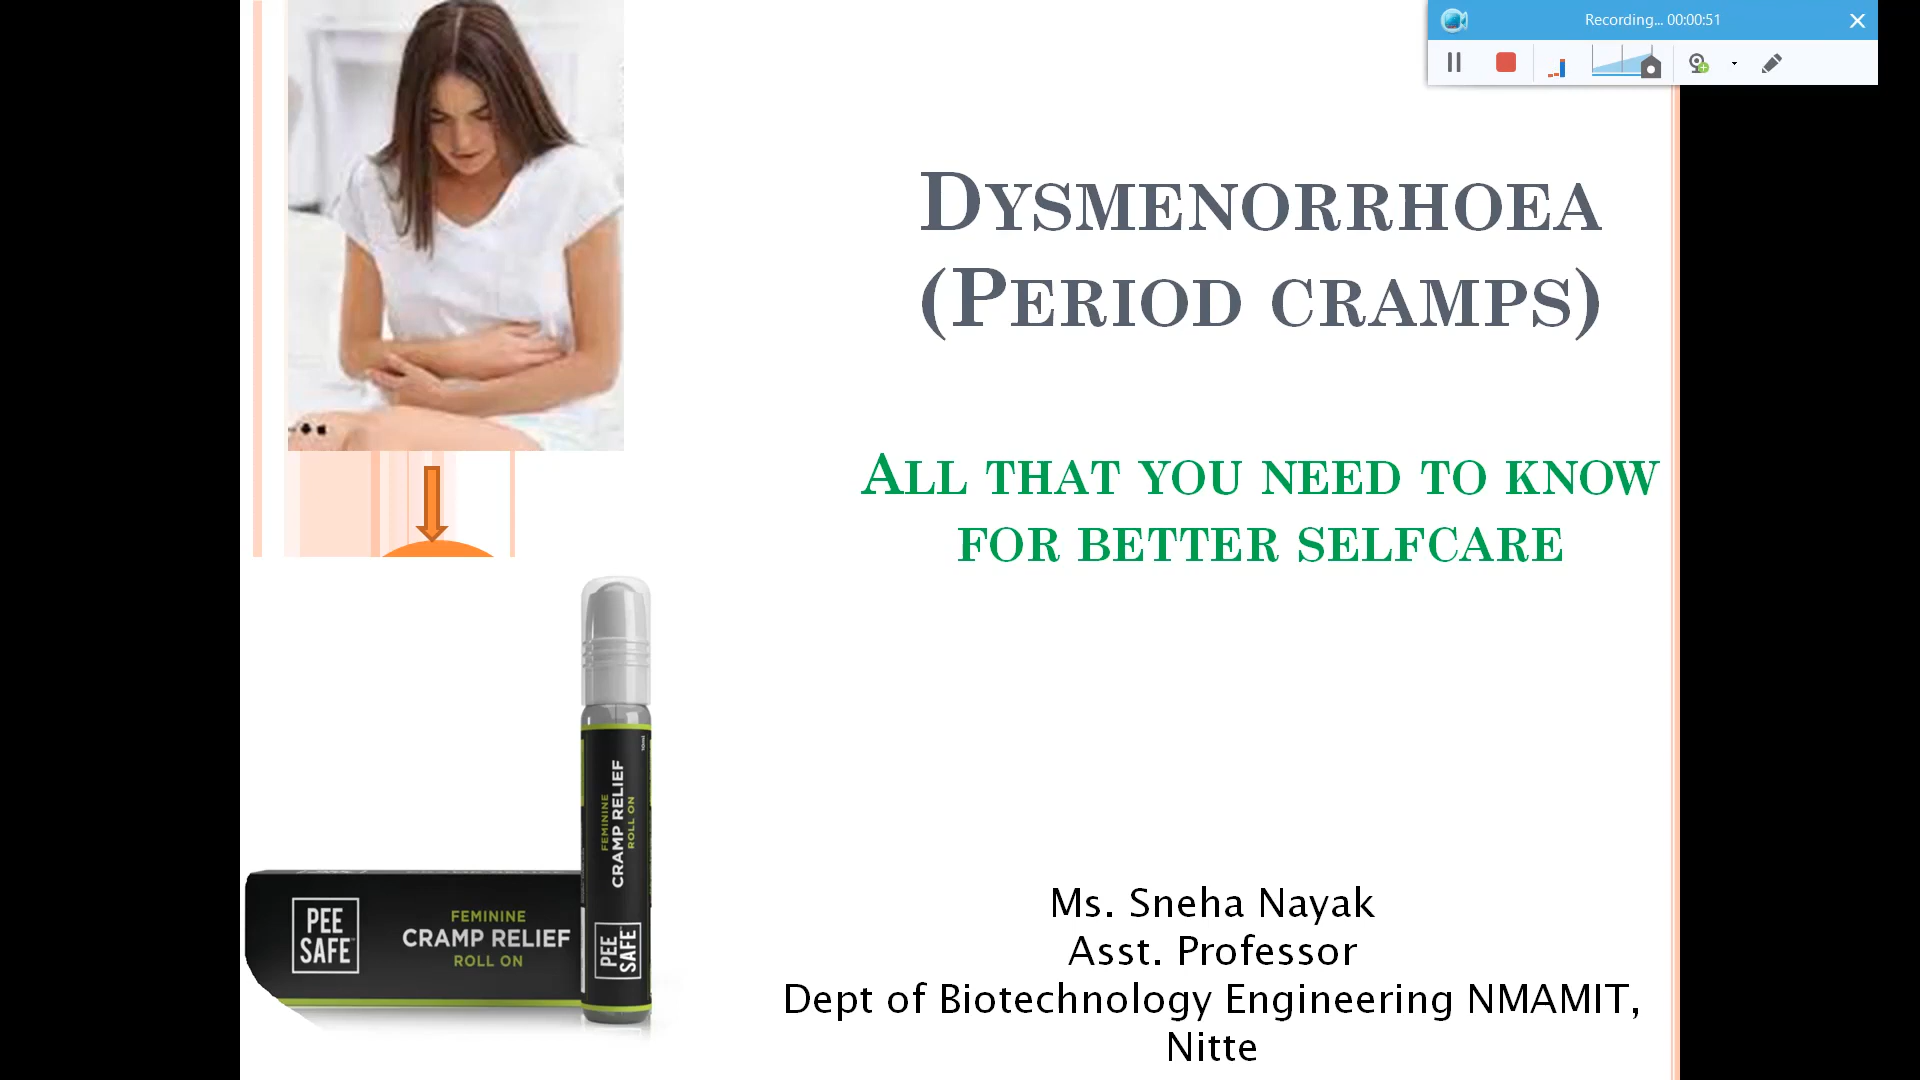 Recording... 00:00:51
DYSMENORRHOEA
(PERIOD CRAMPS)
ALL THAT YOU NEED TO KNOW
FOR BETTER SELFCARE
FEMININE
CRAMP RELIEF
ROLL ON
PEE
SAFE
PEE
SAFE
FEMININE
CRAMP RELIEF
ROLL ON
Ms. Sneha Nayak
Asst. Professor
Dept of Biotechnology Engineering NMAMIT,
Nitte